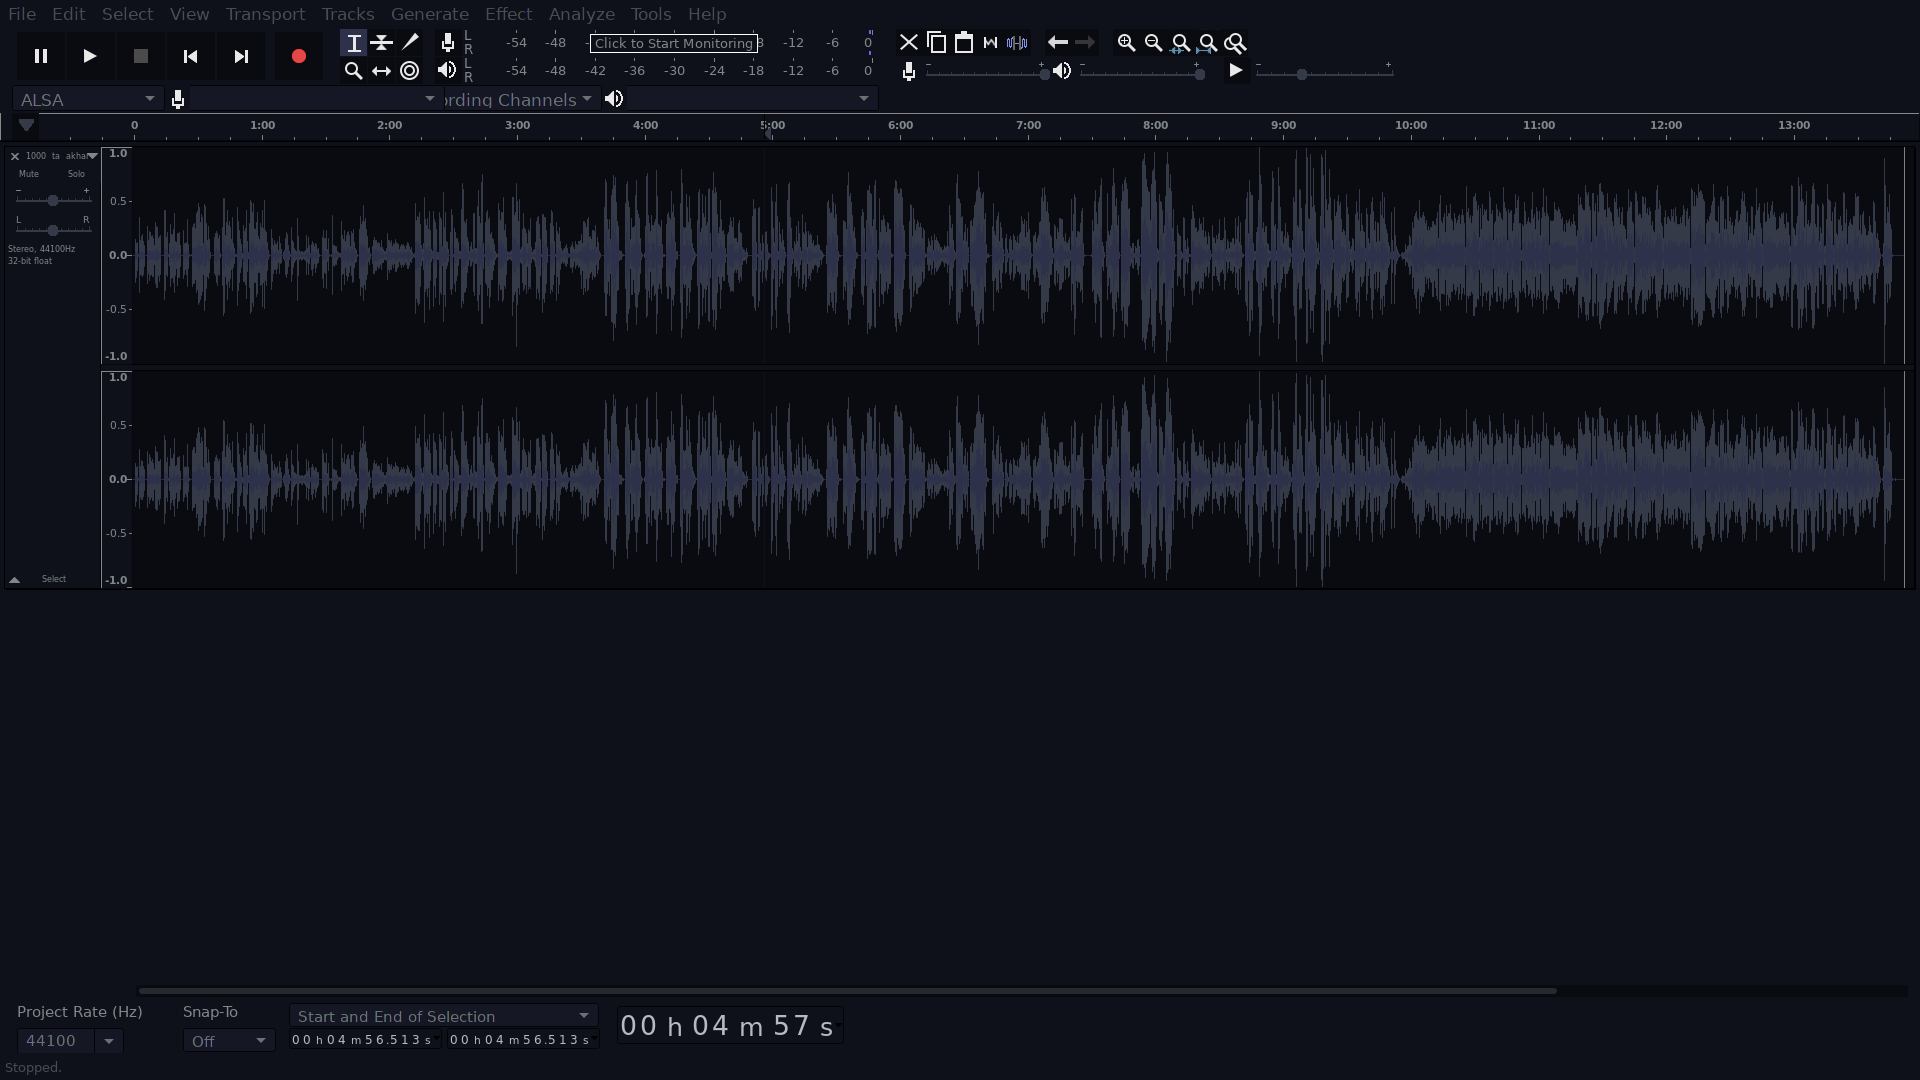 File Edit Select View Transport Tracks Generate Effect Analyze Tools Help
L
R
-54 -48 Click to Start Monitoring 8 -12 -6 0
L
R
-54 -48 -42 -36 -30 -24 -18 -12 -6 0
ALSA
ording Channels
0 1:00 2:00 3:00 4:00 5:00 6:00 7:00 8:00 9:00 10:00 11:00 12:00 13:00
1000 ta akhar
Mute Solo
- +
L R
Stereo, 44100Hz
32-bit float
1.0
0.5
0.0
-0.5
-1.0
1.0
0.5
0.0
-0.5
-1.0
Select
Project Rate (Hz) Snap-To
Start and End of Selection
44100 Off
00 h 04 m 56.513 s 00 h 04 m 56.513 s
00 h 04 m 57 s
Stopped.